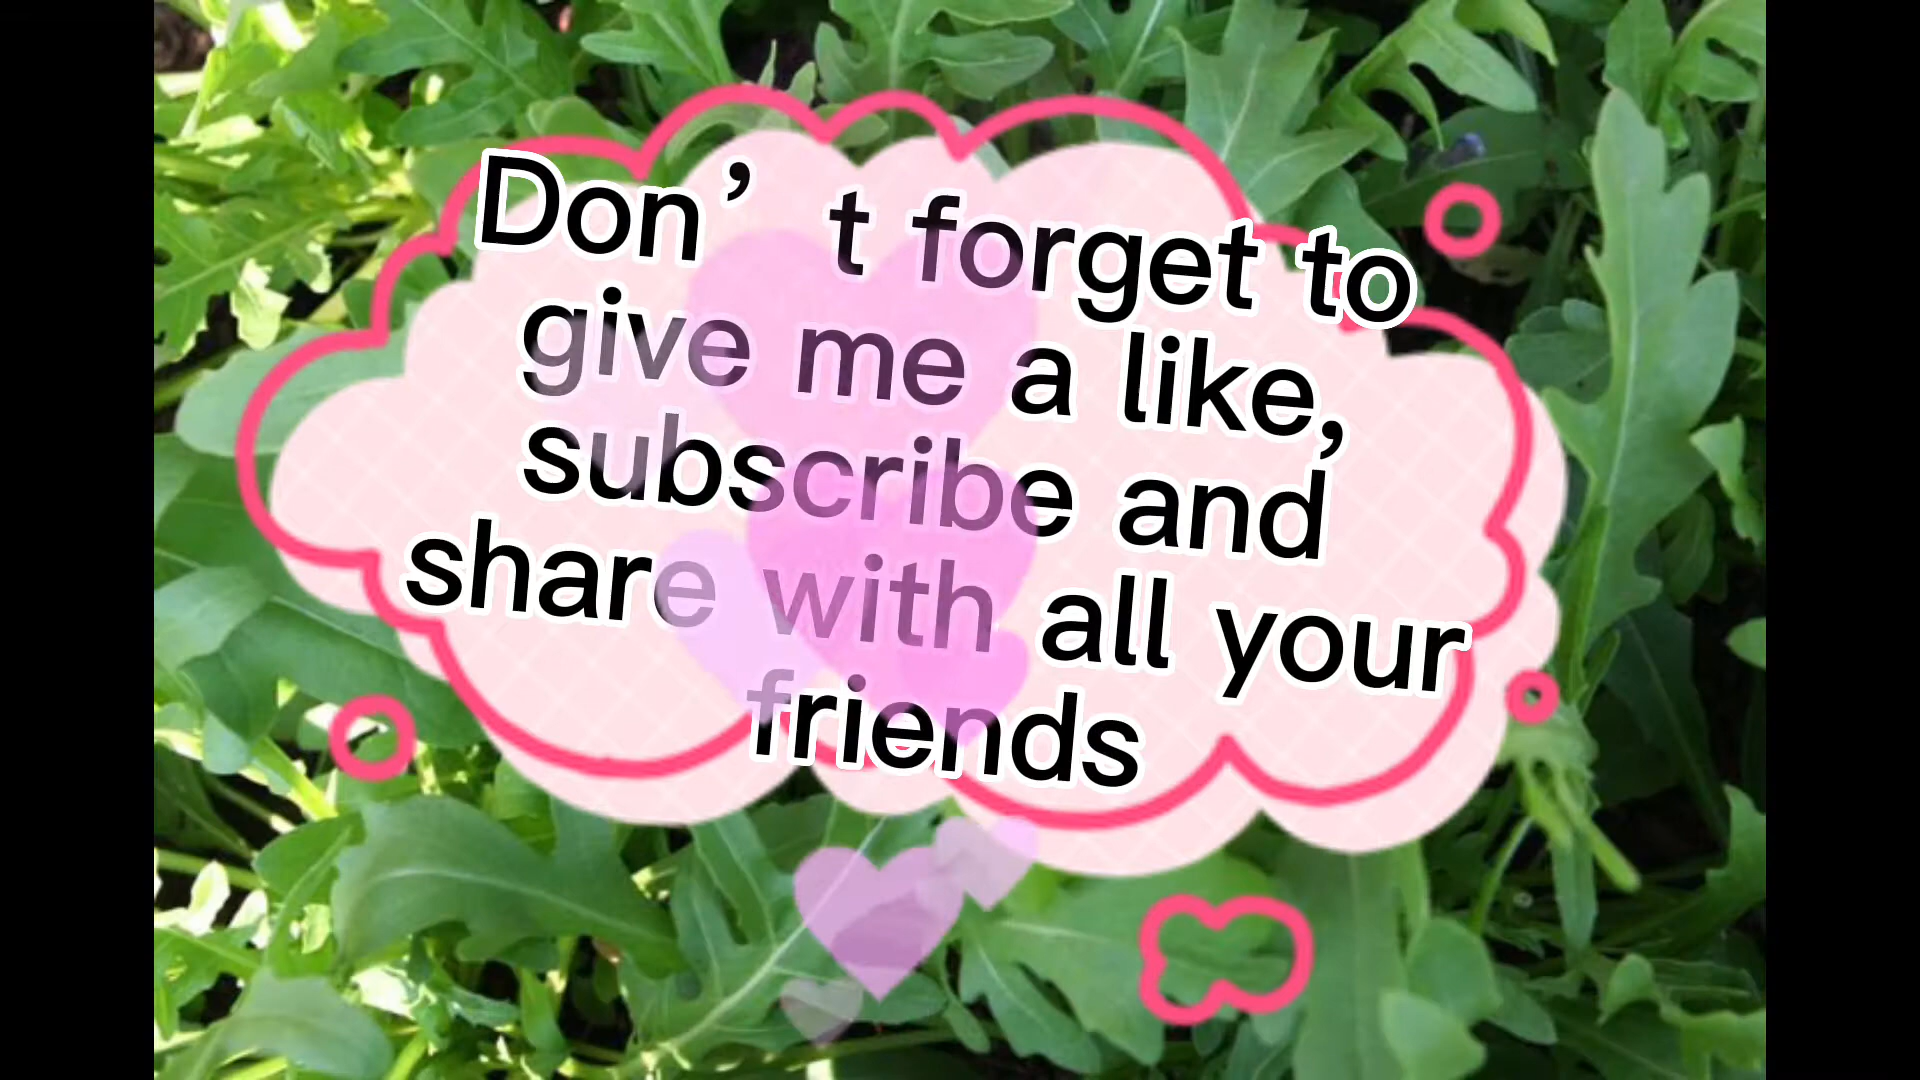 Don’t forget to
give me a like,
subscribe and
share with all your
friends